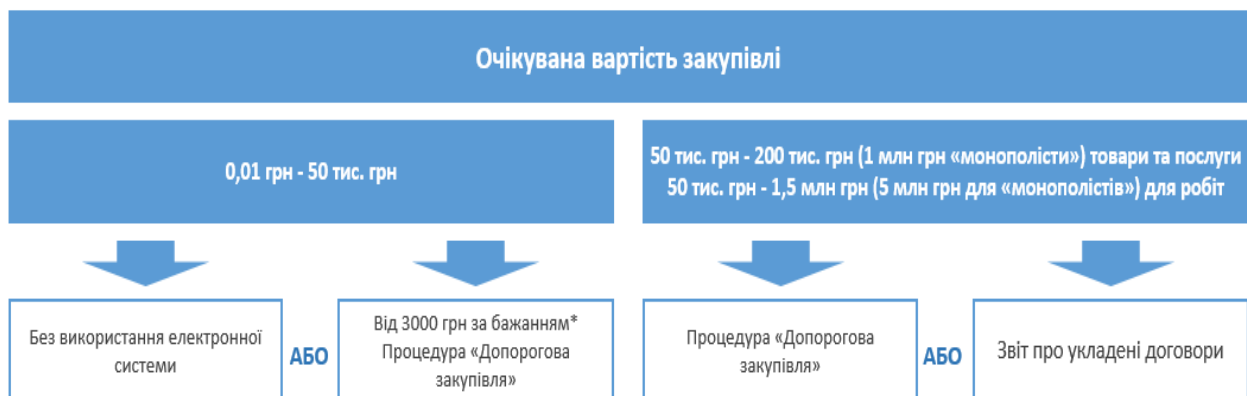 Очікувана вартість закупівлі
0,01 грн - 50 тис. грн
50 тис. грн - 200 тис. грн (1 млн грн «монополісти») товари та послуги
50 тис. грн - 1,5 млн грн (5 млн грн для «монополістів») для робіт
Без використання електронної
системи
АБО
Від 3000 грн за бажанням*
Процедура «Допорогова
закупівля»
Процедура «Допорогова
закупівля»
АБО
Звіт про укладені договори